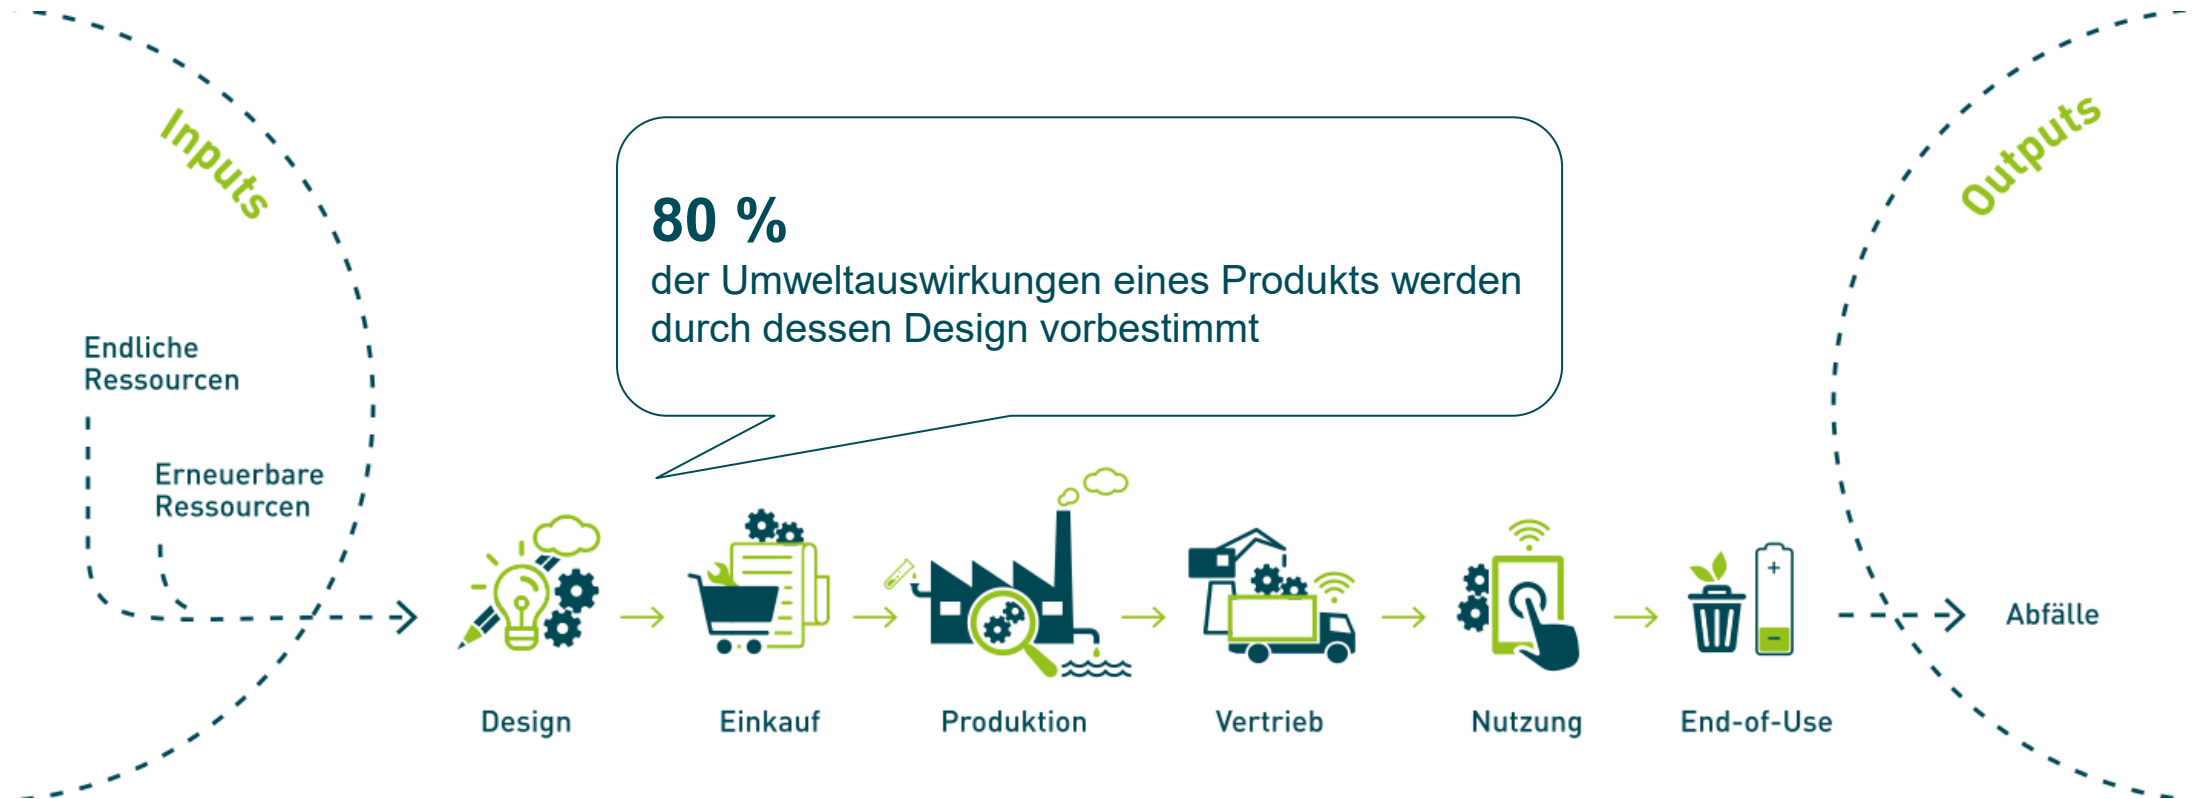 Inputs
Outputs
80 %
der Umweltauswirkungen eines Produkts werden
durch dessen Design vorbestimmt
Endliche
Ressourcen
Erneuerbare
Ressourcen
Abfälle
Design
Einkauf
Produktion
Vertrieb
Nutzung
End-of-Use